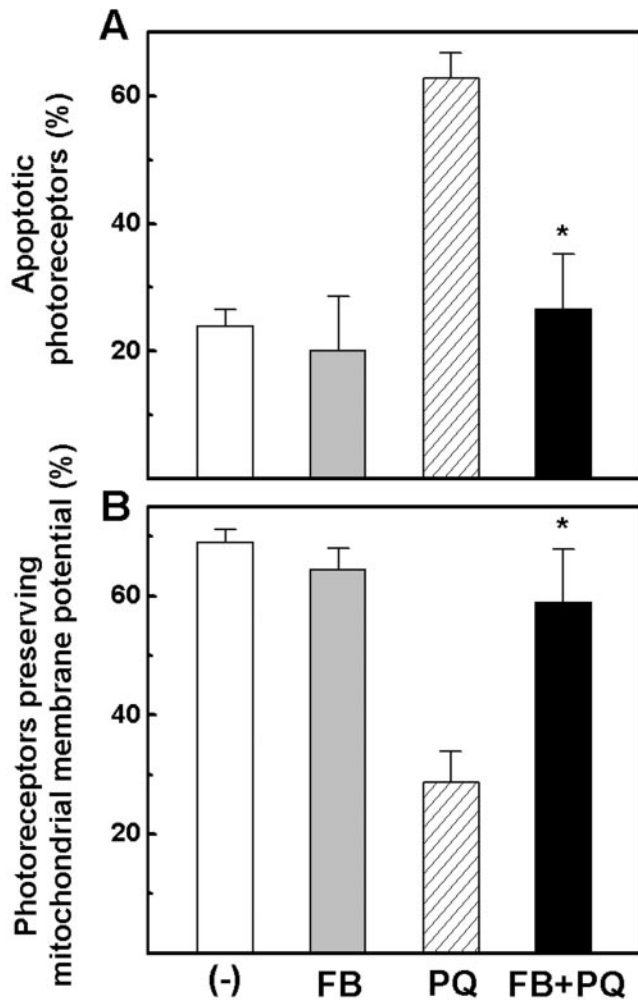 A
Apoptotic
photoreceptors (%)
60
40
20
*
B
Photoreceptors preserving
mitochondrial membrane potential (%)
60
40
20
*
(-) FB PQ FB+PQ